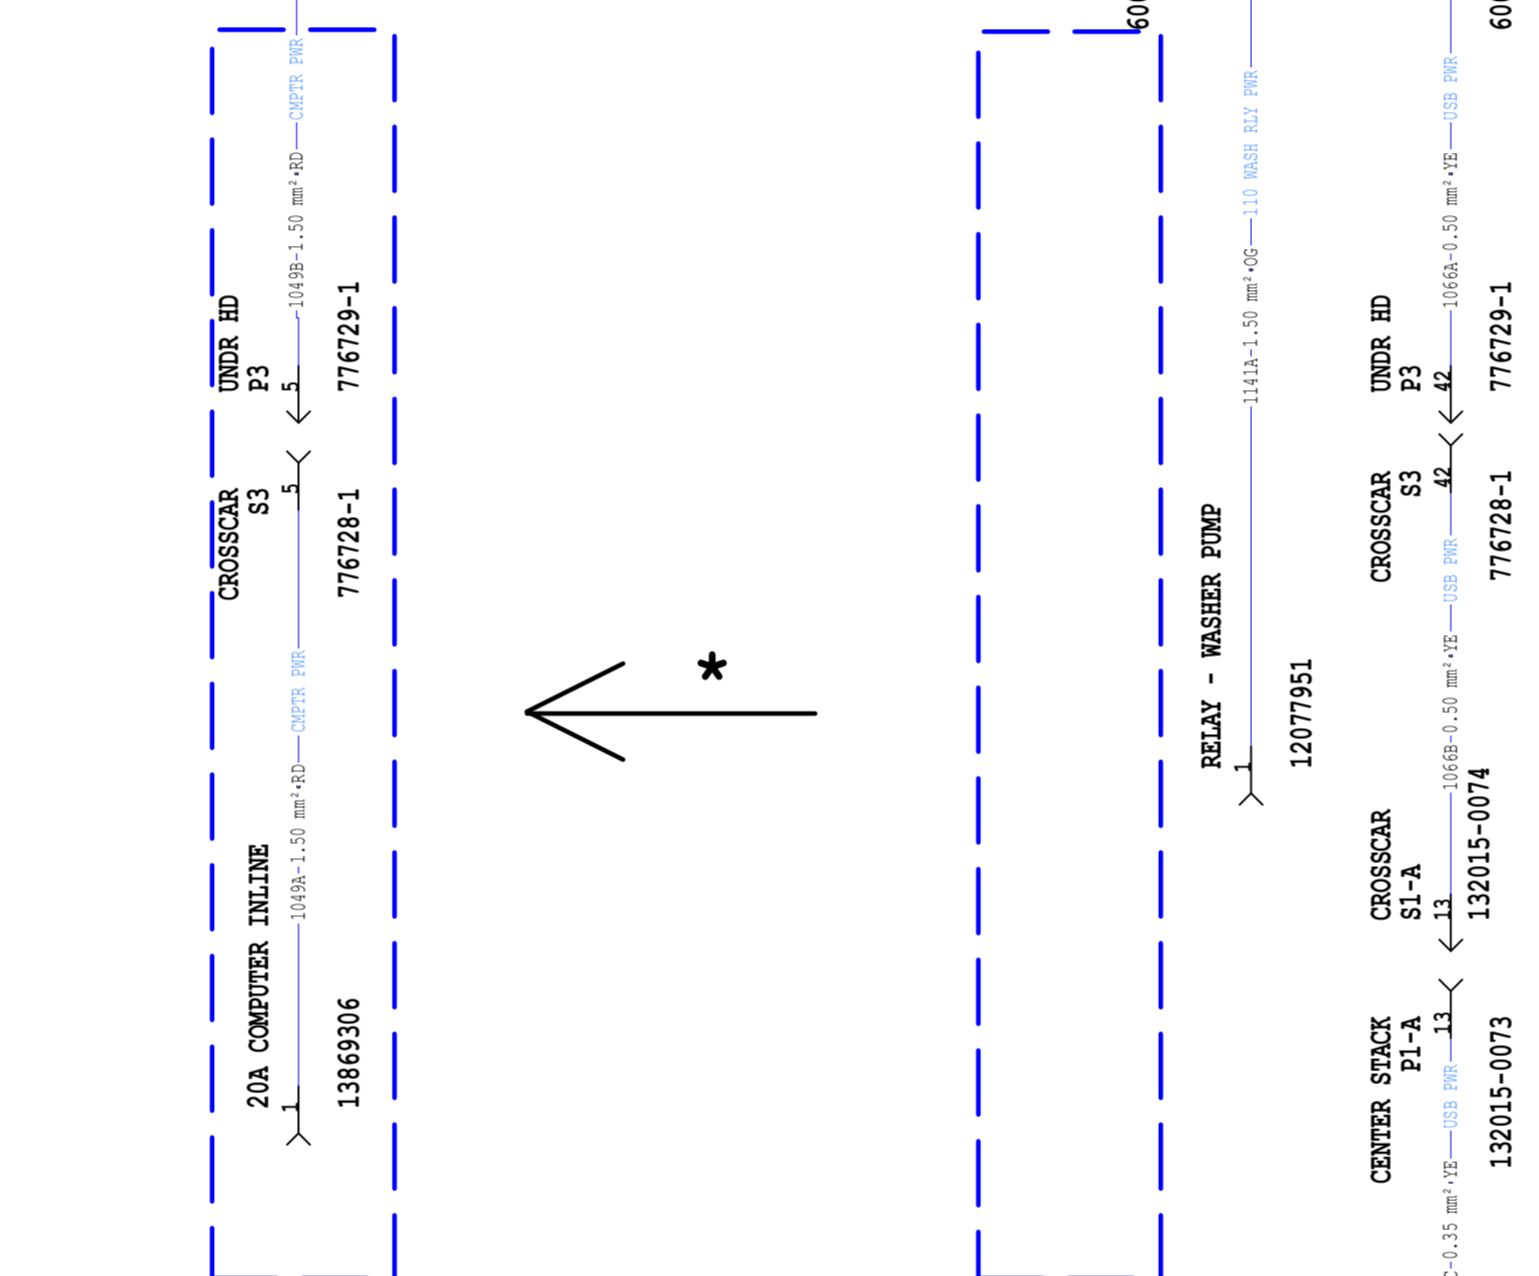 CMPTR PWR
1049B-1.50 mm²·RD
UNDR HD
P3
5
776729-1
CROSSCAR
S3
5
776728-1
CMPTR PWR
1049A-1.50 mm²·RD
20A COMPUTER INLINE
1
13869306
*
110 WASH RLY PWR
1141A-1.50 mm²·OG
RELAY - WASHER PUMP
1
12077951
USB PWR
1066A-0.50 mm²·YE
UNDR HD
P3
42
776729-1
CROSSCAR
S3
42
776728-1
USB PWR
1066B-0.50 mm²·YE
CROSSCAR
S1-A
13
132015-0074
CENTER STACK
P1-A
13
132015-0073
USB PWR
C-0.35 mm²·YE